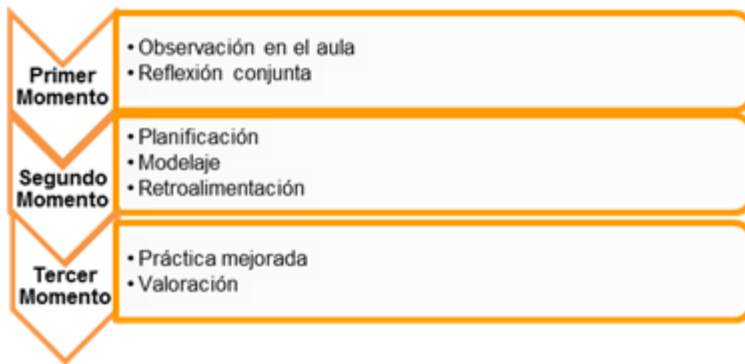 Primer
Momento
• Observación en el aula
• Reflexión conjunta
Segundo
Momento
• Planificación
• Modelaje
• Retroalimentación
Tercer
Momento
• Práctica mejorada
• Valoración